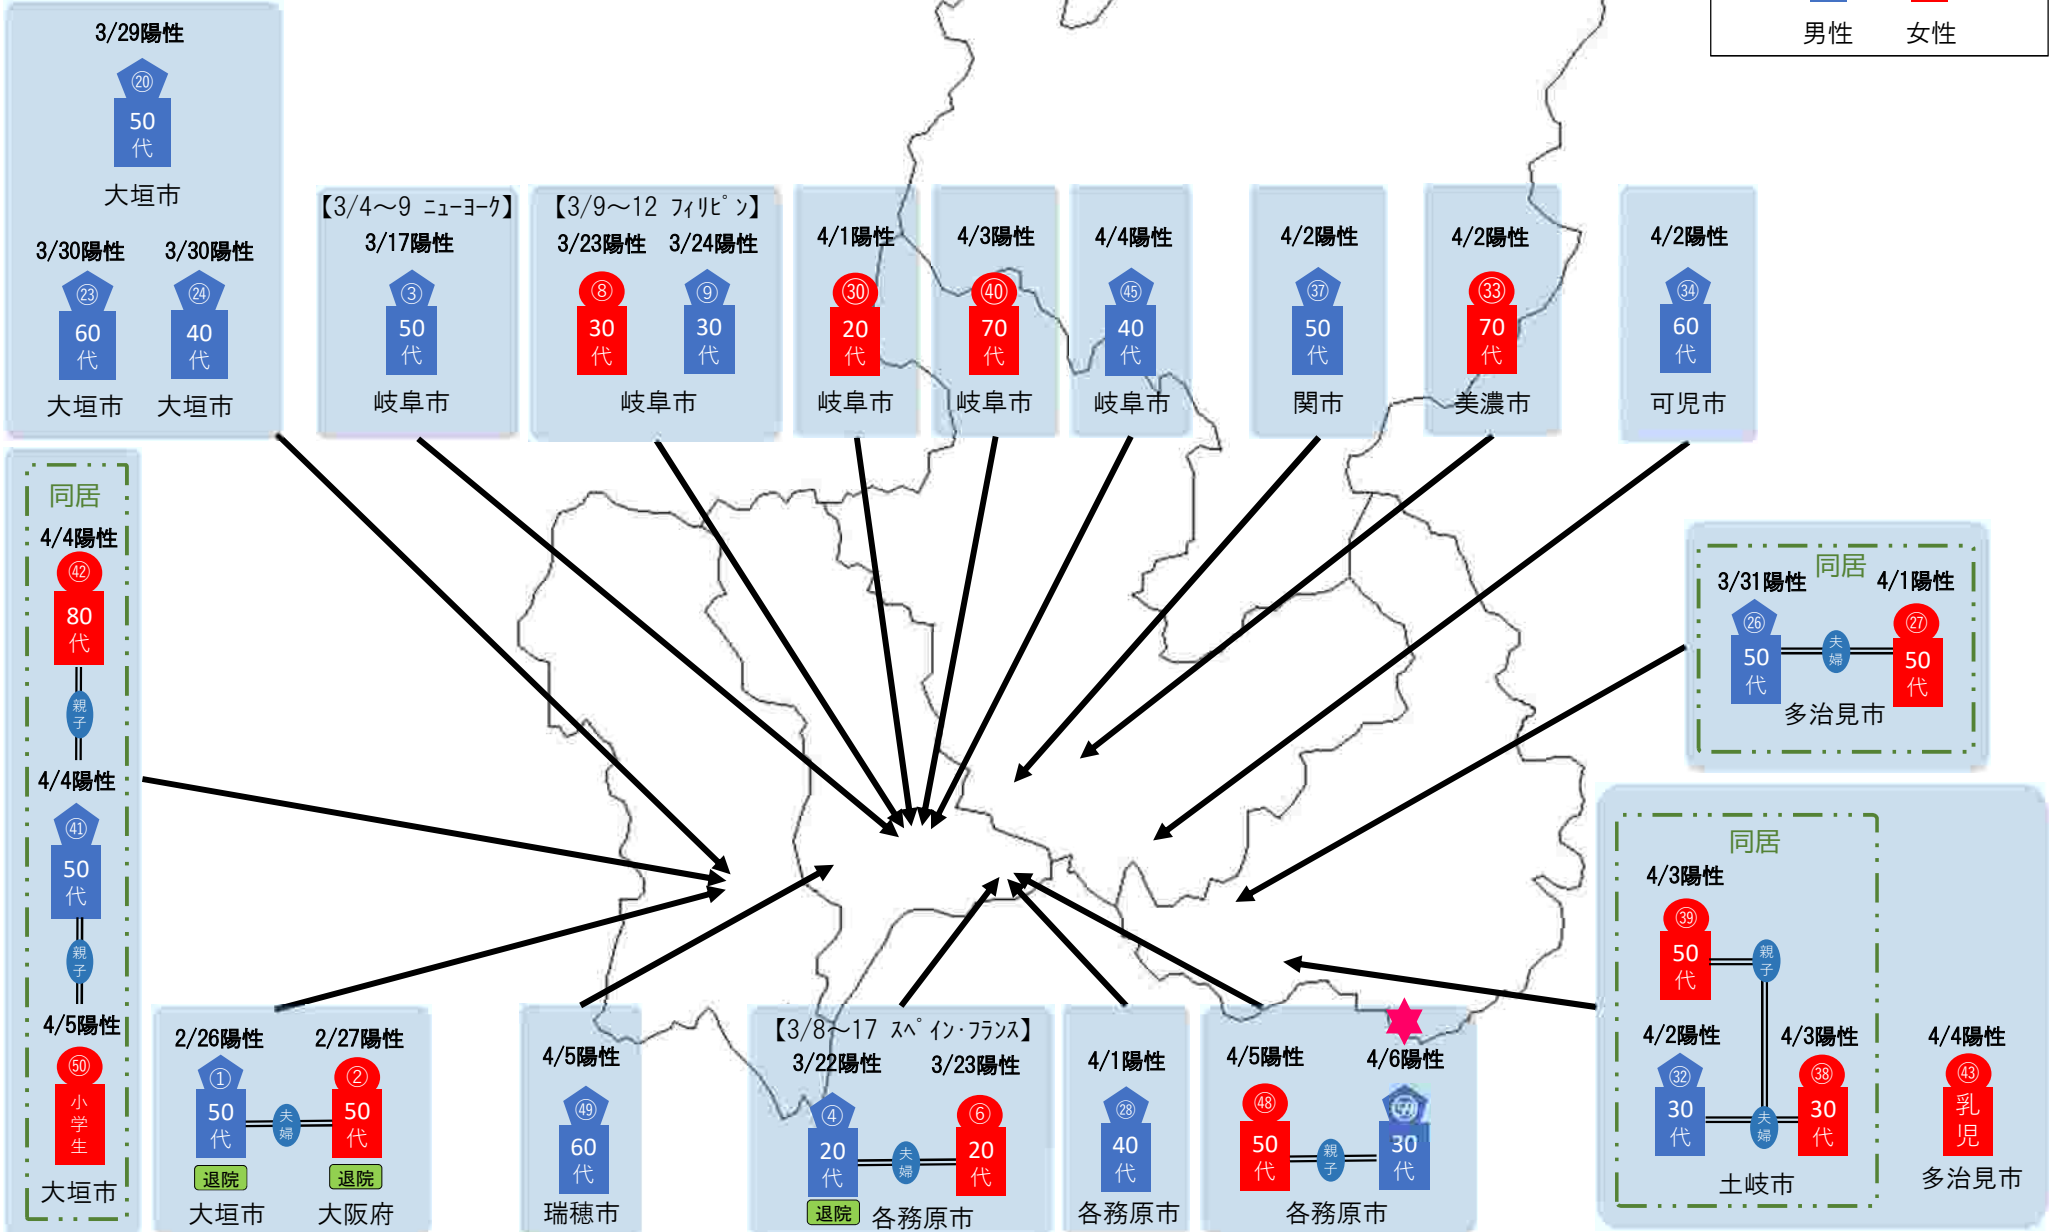 男性 女性
3/29陽性
⑳
50
代
大垣市
3/30陽性 3/30陽性
㉓ ㉔
60 40
代 代
大垣市 大垣市
【3/4～9 ニューヨーク】
3/17陽性
③
50
代
岐阜市
【3/9～12 フィリピン】
3/23陽性 3/24陽性
⑧ ⑨
30 30
代 代
岐阜市
4/1陽性
㉚
20
代
岐阜市
4/3陽性
㊵
70
代
岐阜市
4/4陽性
㊺
40
代
岐阜市
4/2陽性
㊲
50
代
関市
4/2陽性
㉝
70
代
美濃市
4/2陽性
㉞
60
代
可児市
同居
4/4陽性
㊷
80
代
親
子
4/4陽性
㊶
50
代
親
子
4/5陽性
㊿
小
学
生
大垣市
同居
3/31陽性 4/1陽性
㉖ ㉗
50 夫 50
代 婦 代
多治見市
同居
4/3陽性
㊴
50 親
代 子
4/2陽性 4/3陽性
㉜ ㊳
30 夫 30
代 婦 代
土岐市
4/4陽性
㊸
乳
児
多治見市
2/26陽性 2/27陽性
① ②
50 夫 50
代 婦 代
退院 退院
大垣市 大阪府
4/5陽性
㊾
60
代
瑞穂市
【3/8～17 スペイン・フランス】
3/22陽性 3/23陽性
④ ⑥
20 夫 20
代 婦 代
退院 各務原市
4/1陽性
㉘
40
代
各務原市
4/5陽性 4/6陽性
㊽
50 親 30
代 子 代
各務原市